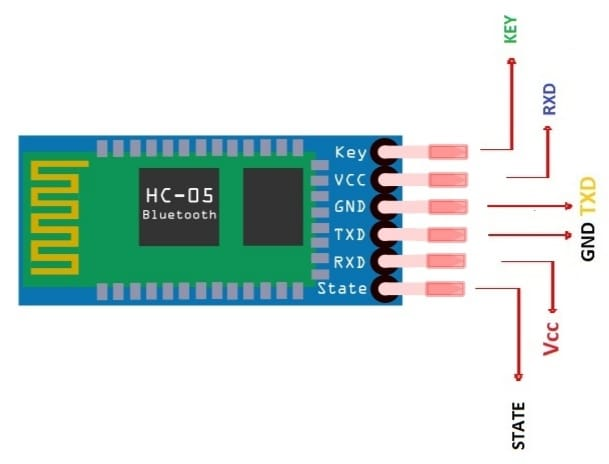 KEY
RXD
Key
VCC
HC-05
GND
TXD
Bluetooth
TXD
GND
RXD
State
Vcc
STATE